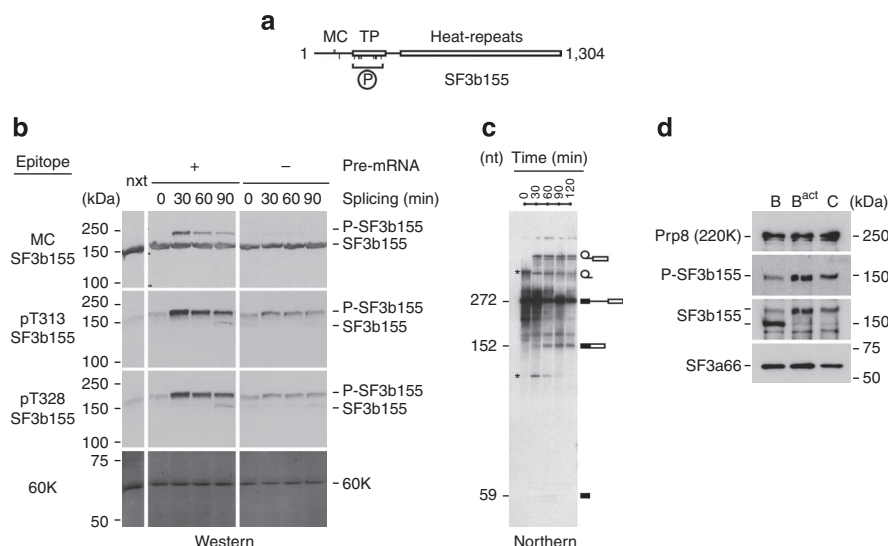 a
MC TP Heat-repeats
1 1,304
P SF3b155
b
Epitope nxt + – Pre-mRNA
(kDa) 0 30 60 90 0 30 60 90 Splicing (min)
MC SF3b155
250
150
100
P-SF3b155
SF3b155
pT313 SF3b155
250
150
100
P-SF3b155
SF3b155
pT328 SF3b155
250
150
100
P-SF3b155
SF3b155
60K
75
50
60K
Western
c
(nt) Time (min)
0 30 60 90 120
*
272
152
*
59
Northern
d
B Bact C (kDa)
Prp8 (220K) 250
P-SF3b155 150
SF3b155 150
75
SF3a66
50